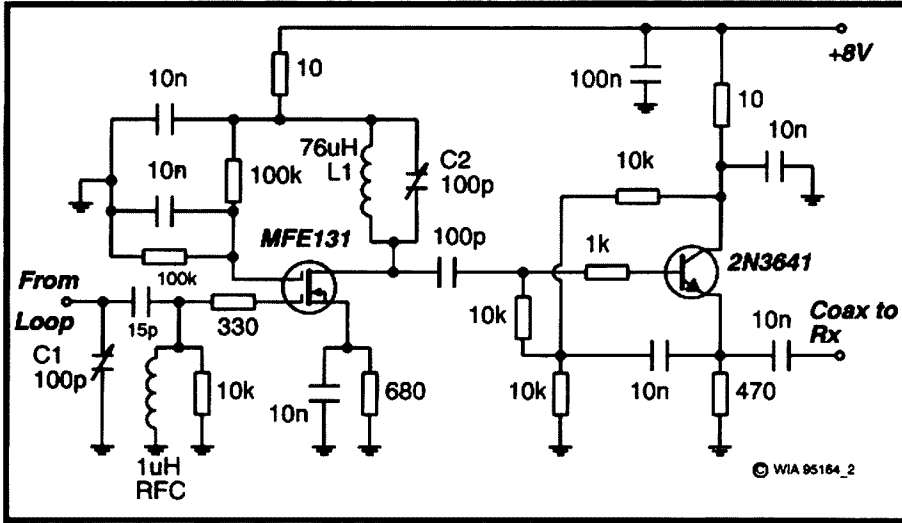 +8V
10
100n
10
10n
10n
76uH
L1
C2
100p
10k
10n
100k
MFE131
100p
1k
2N3641
100k
From
Loop
15p
330
10k
Coax to
Rx
10n
C1
100p
10k
10n
680
10k
10n
470
1uH
RFC
© WIA 95164_2